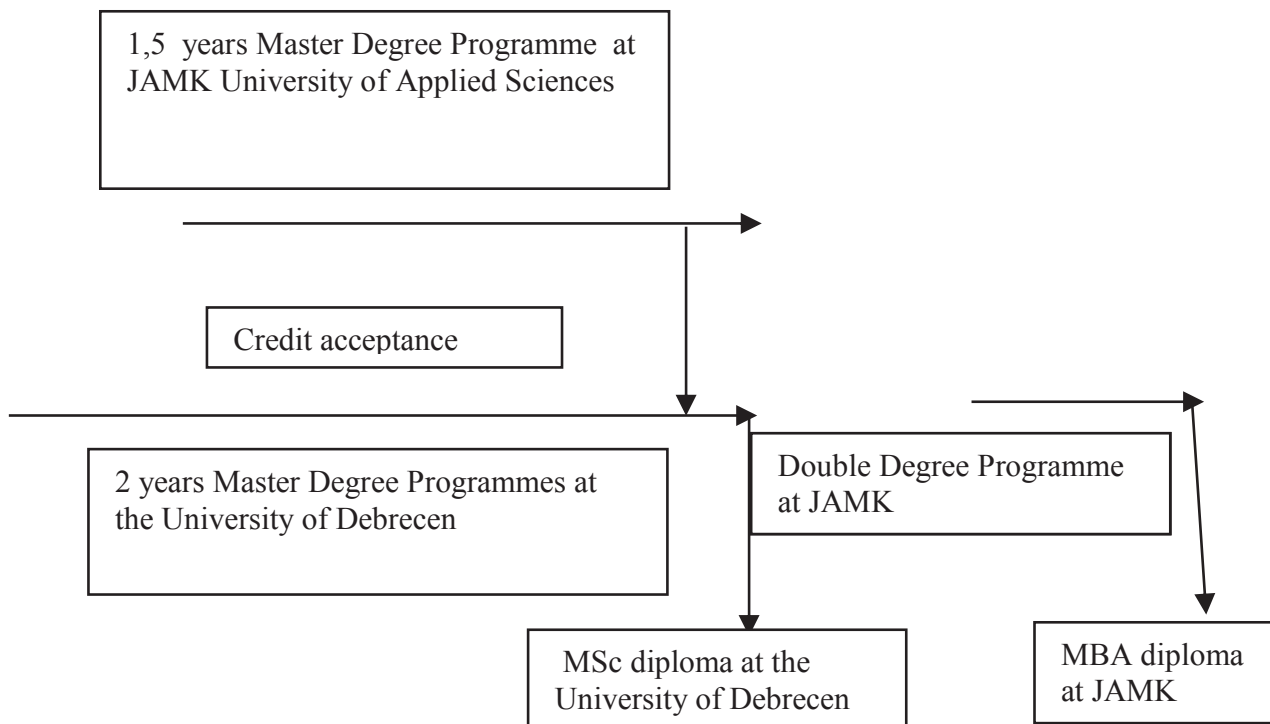 1,5 years Master Degree Programme at
JAMK University of Applied Sciences
Credit acceptance
2 years Master Degree Programmes at
the University of Debrecen
Double Degree Programme
at JAMK
MSc diploma at the
University of Debrecen
MBA diploma
at JAMK